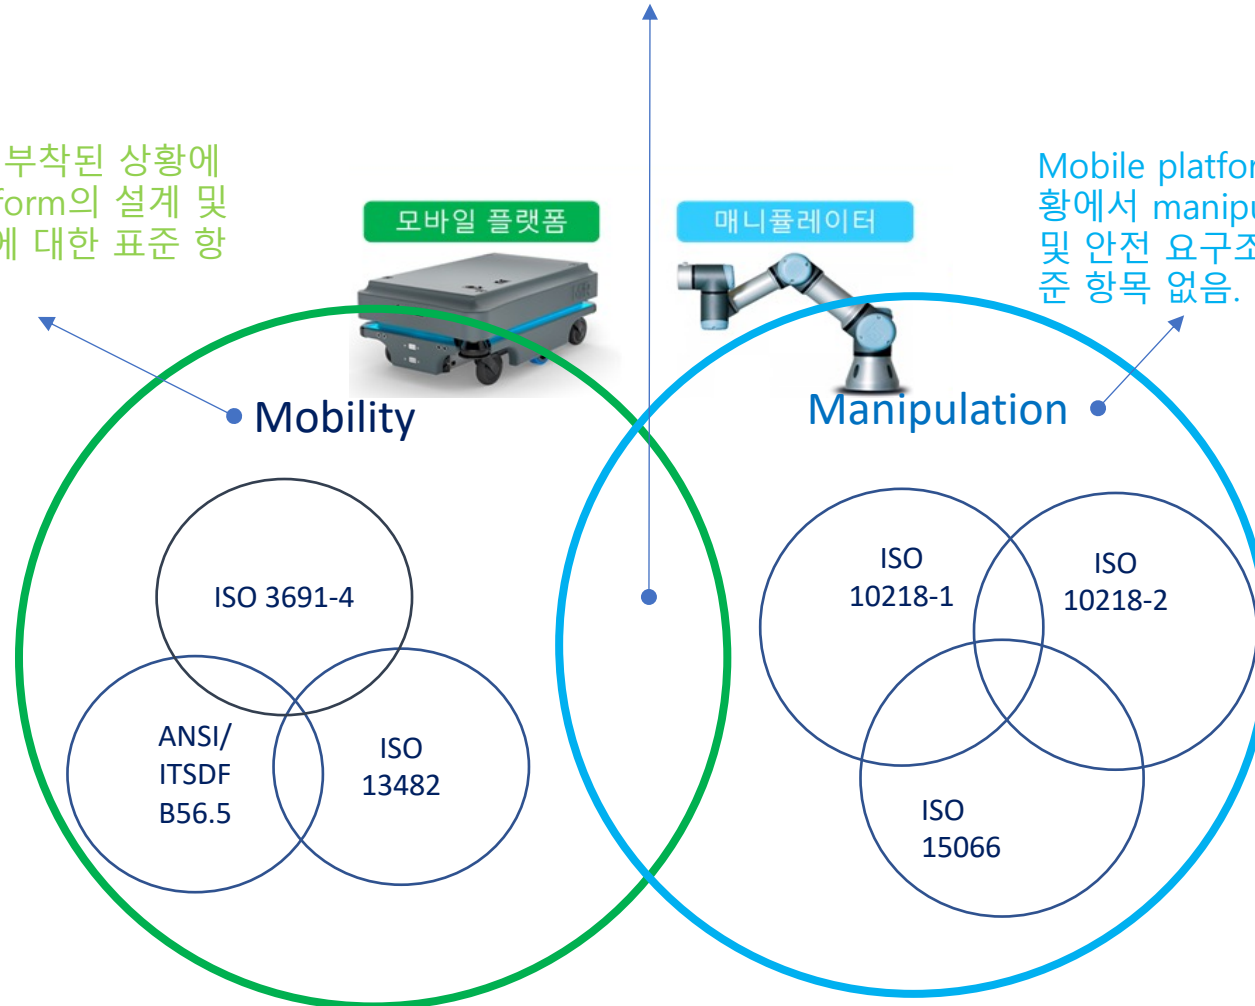 부착된 상황에
form의 설계 및
에 대한 표준 항
Mobile platfor
황에서 manipu
및 안전 요구조
준 항목 없음.
모바일 플랫폼
매니퓰레이터
Mobility
Manipulation
ISO 3691-4
ANSI/
ITSDF
B56.5
ISO
13482
ISO
10218-1
ISO
10218-2
ISO
15066